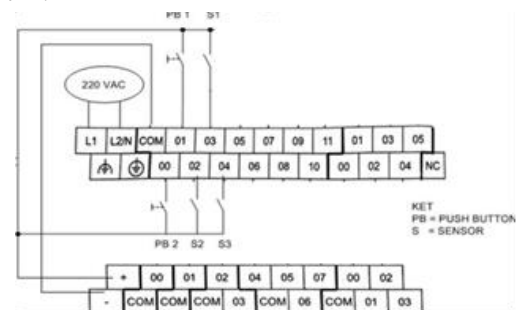 PB 1 S1
220 VAC
L1 L2/N COM 01 03 05 07 09 11 01 03 05
00 02 04 06 08 10 00 02 04 NC
KET
PB = PUSH BUTTON
S = SENSOR
PB 2 S2 S3
+ 00 01 02 04 05 07 00 02
- COM COM COM 03 COM 06 COM 01 03